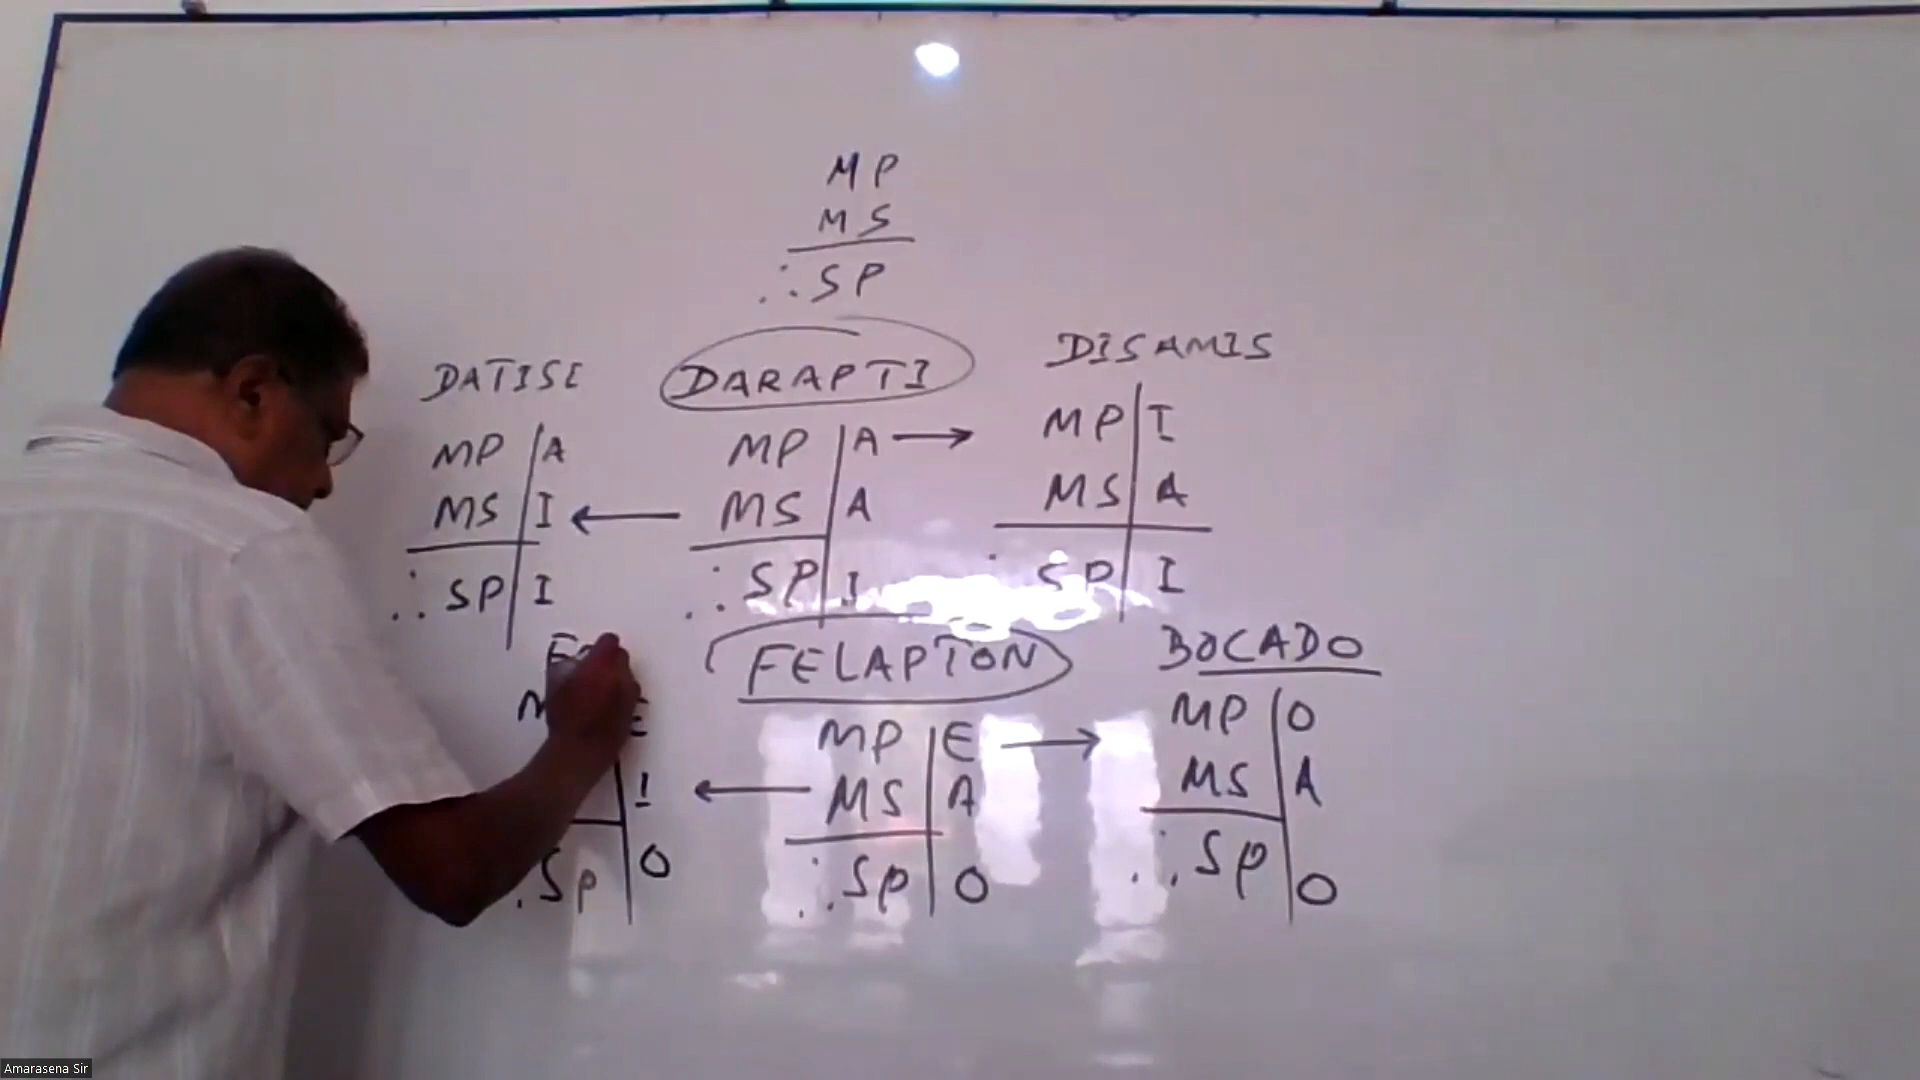 MP
MS
∴ SP
DATISI
MP | A
MS | I
∴ SP | I
DARAPTI
MP | A →
← MS | A
∴ SP | I
DISAMIS
MP | I
MS | A
∴ SP | I
E
I
∴ SP | O
FELAPTON
MP | E →
← MS | A
∴ SP | O
BOCADO
MP | O
MS | A
∴ SP | O
Amarasena Sir